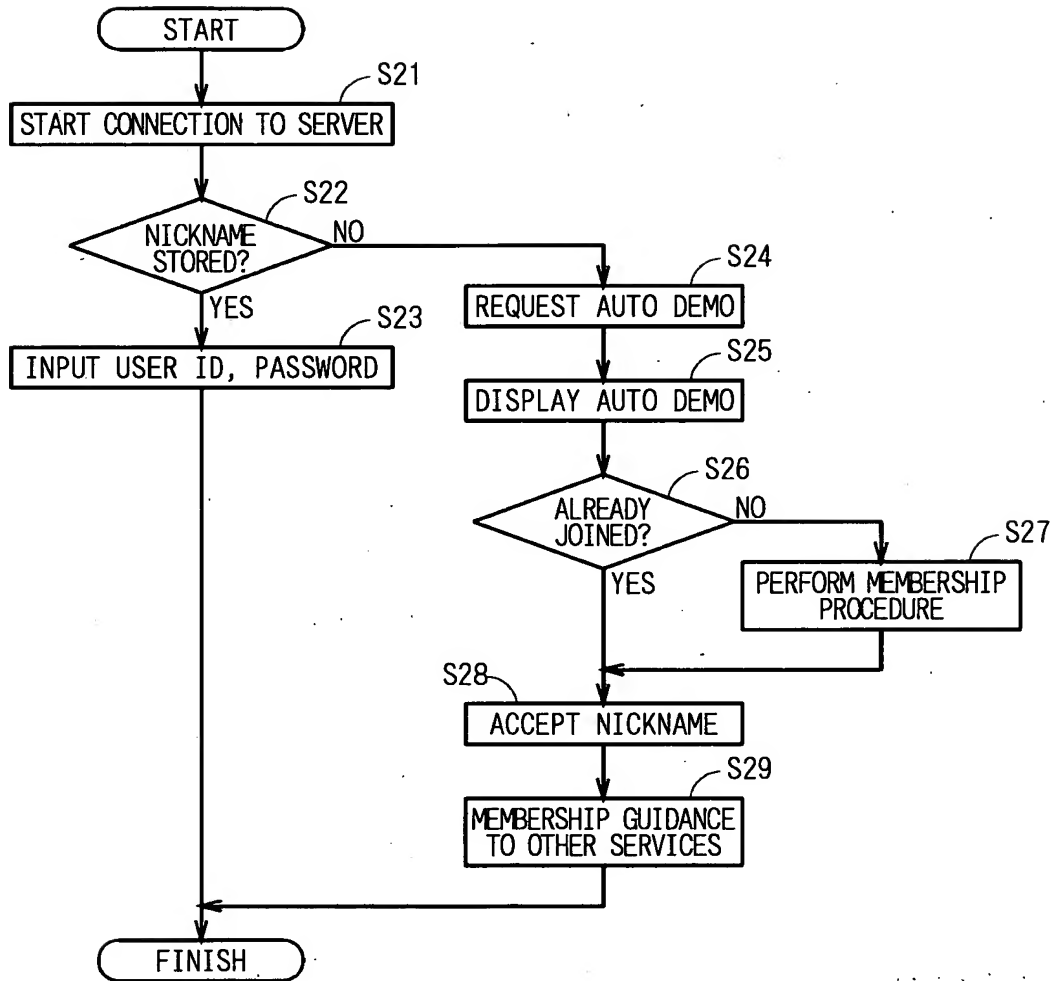 START
S21
START CONNECTION TO SERVER
S22
NICKNAME
STORED?
NO
YES
S23
INPUT USER ID, PASSWORD
S24
REQUEST AUTO DEMO
S25
DISPLAY AUTO DEMO
S26
ALREADY
JOINED?
NO
YES
S27
PERFORM MEMBERSHIP
PROCEDURE
S28
ACCEPT NICKNAME
S29
MEMBERSHIP GUIDANCE
TO OTHER SERVICES
FINISH